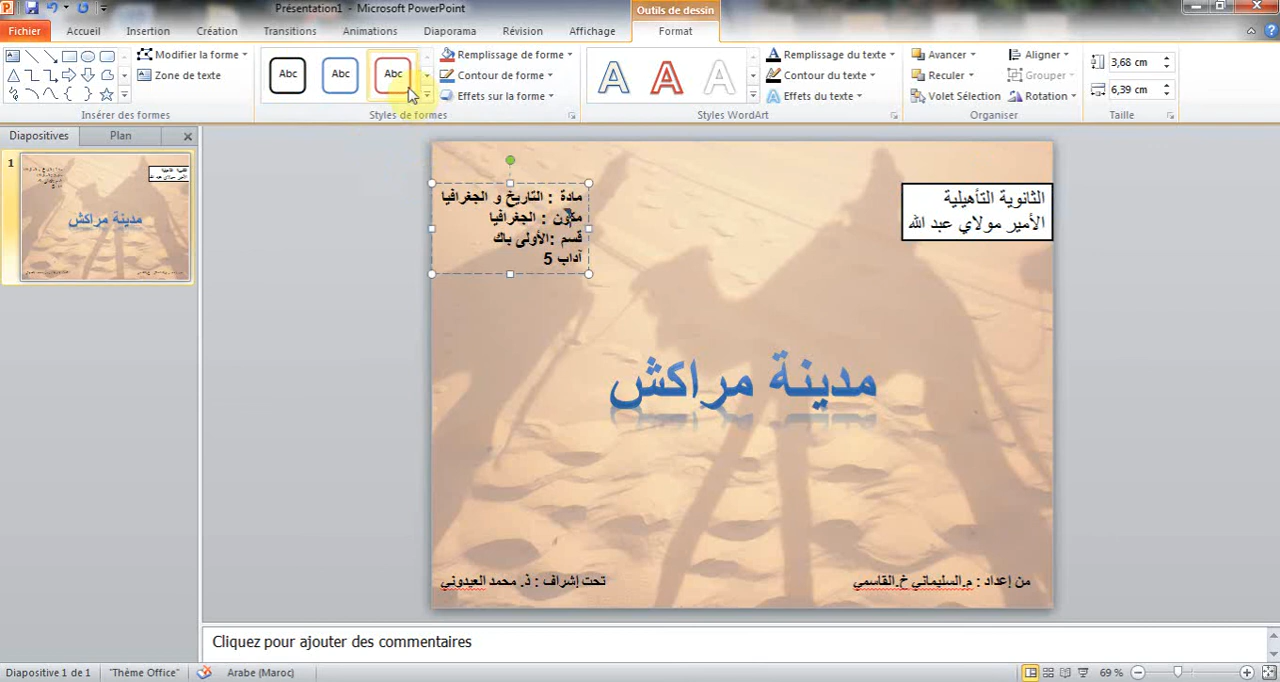 Présentation1 - Microsoft PowerPoint
Outils de dessin
Fichier
Accueil
Insertion
Création
Transitions
Animations
Diaporama
Révision
Affichage
Format
Modifier la forme
Zone de texte
Insérer des formes
Abc
Abc
Abc
Remplissage de forme
Contour de forme
Effets sur la forme
Styles de formes
Remplissage du texte
Contour du texte
Effets du texte
Styles WordArt
Avancer
Reculer
Volet Sélection
Aligner
Grouper
Rotation
Organiser
3,68 cm
6,39 cm
Taille
Diapositives
Plan
1
مادة : التاريخ و الجغرافيا
مكون : الجغرافيا
قسم :الأولى باك
آداب 5
الثانوية التأهيلية
الأمير مولاي عبد الله
مدينة مراكش
من إعداد : م.السليماني خ.القاسمي
تحت إشراف : ذ. محمد العيدوني
Cliquez pour ajouter des commentaires
Diapositive 1 de 1
"Thème Office"
Arabe (Maroc)
69 %